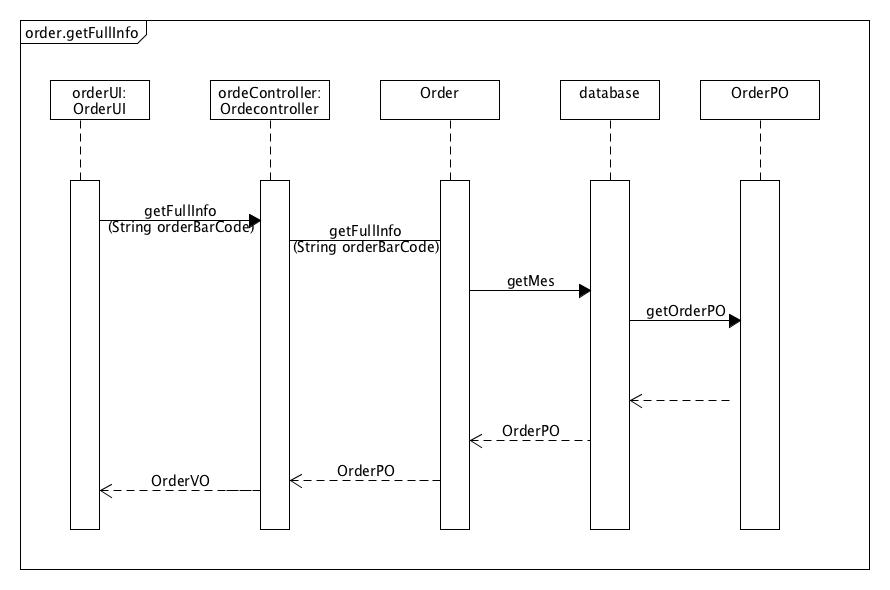 order.getFullInfo
orderUI:
OrderUI
ordeController:
Ordecontroller
Order
database
OrderPO
getFullInfo
(String orderBarCode)
getFullInfo
(String orderBarCode)
getMes
getOrderPO
OrderPO
OrderPO
OrderVO